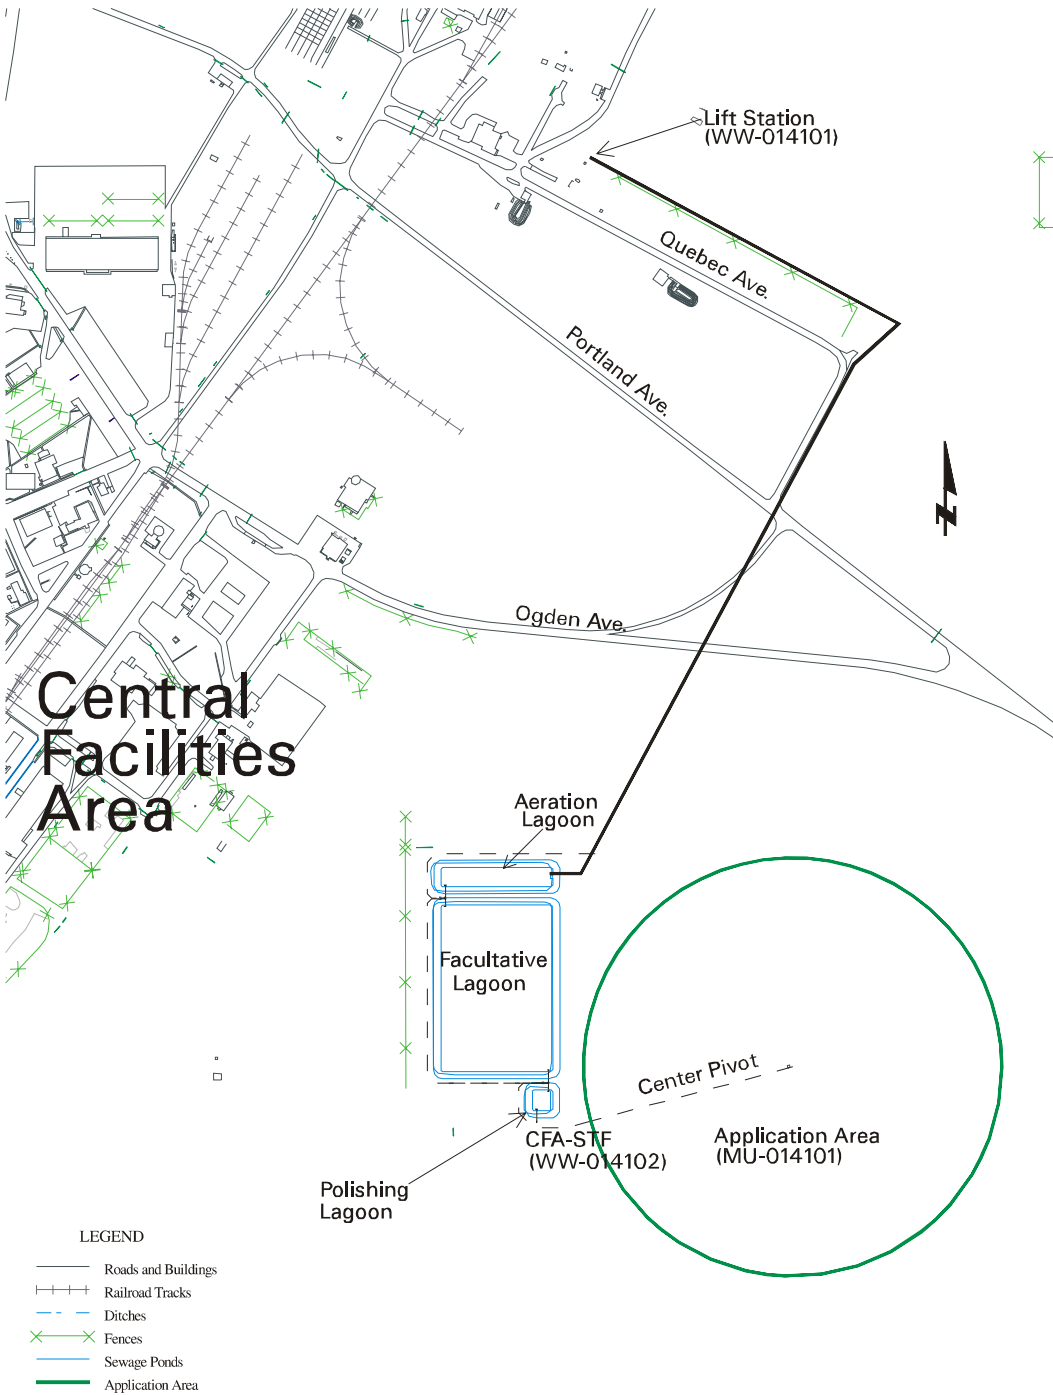 Lift Station
(WW-014101)
Quebec Ave.
Portland Ave.
N
Ogden Ave.
Central
Facilities
Area
Aeration
Lagoon
Facultative
Lagoon
Center Pivot
CFA-STF
(WW-014102)
Application Area
(MU-014101)
Polishing
Lagoon
LEGEND
Roads and Buildings
Railroad Tracks
Ditches
Fences
Sewage Ponds
Application Area